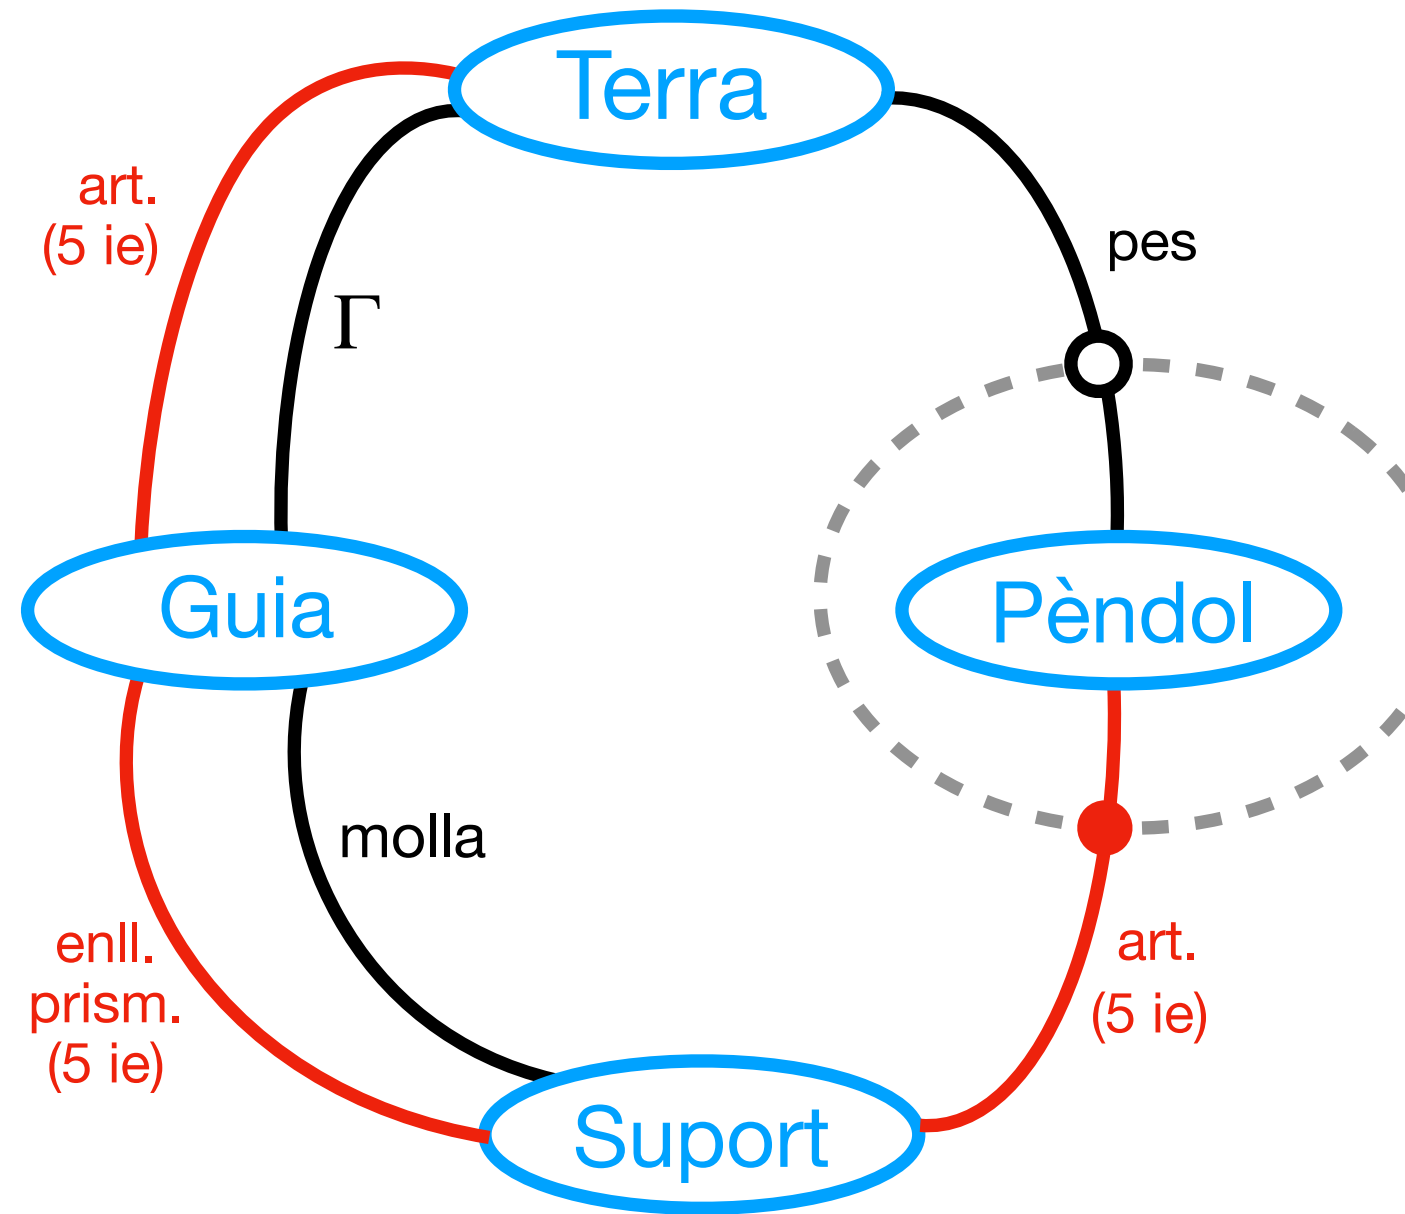 Terra
art.
(5 ie)
pes
Γ
Guia
Pèndol
molla
enll.
prism.
(5 ie)
art.
(5 ie)
Suport